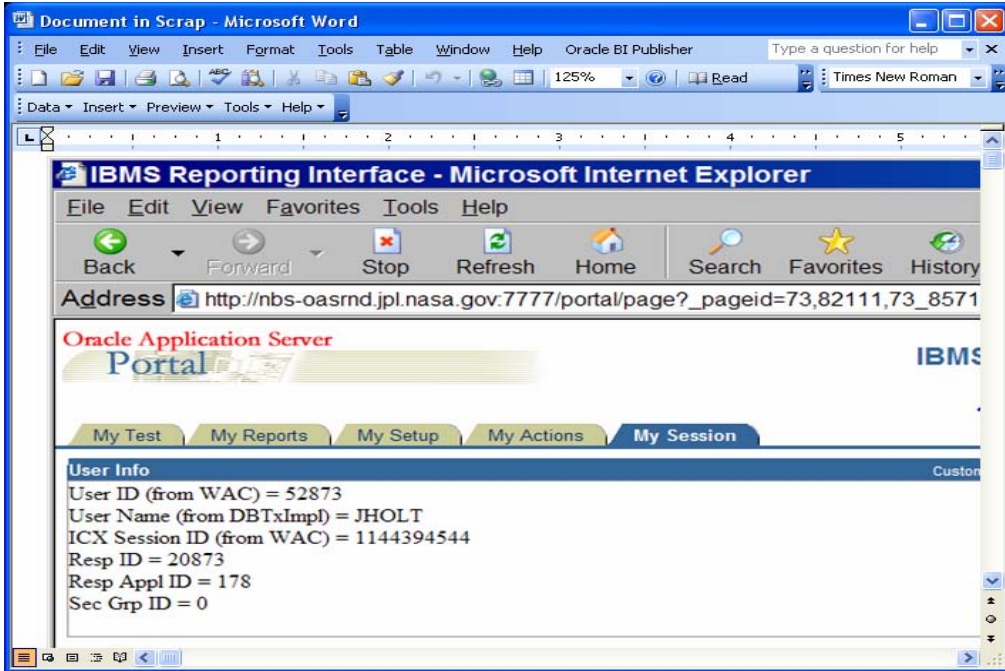 Document in Scrap - Microsoft Word
File Edit View Insert Format Tools Table Window Help Oracle BI Publisher Type a question for help
ABC 125% Read Times New Roman
Data Insert Preview Tools Help
1 2 3 4 5
IBMS Reporting Interface - Microsoft Internet Explorer
File Edit View Favorites Tools Help
Back Forward Stop Refresh Home Search Favorites History
Address http://nbs-oasrnd.jpl.nasa.gov:7777/portal/page?_pageid=73,82111,73_8571
Oracle Application Server
Portal
IBMS
My Test My Reports My Setup My Actions My Session
User Info Custom
User ID (from WAC) = 52873
User Name (from DBTxImpl) = JHOLT
ICX Session ID (from WAC) = 1144394544
Resp ID = 20873
Resp Appl ID = 178
Sec Grp ID = 0